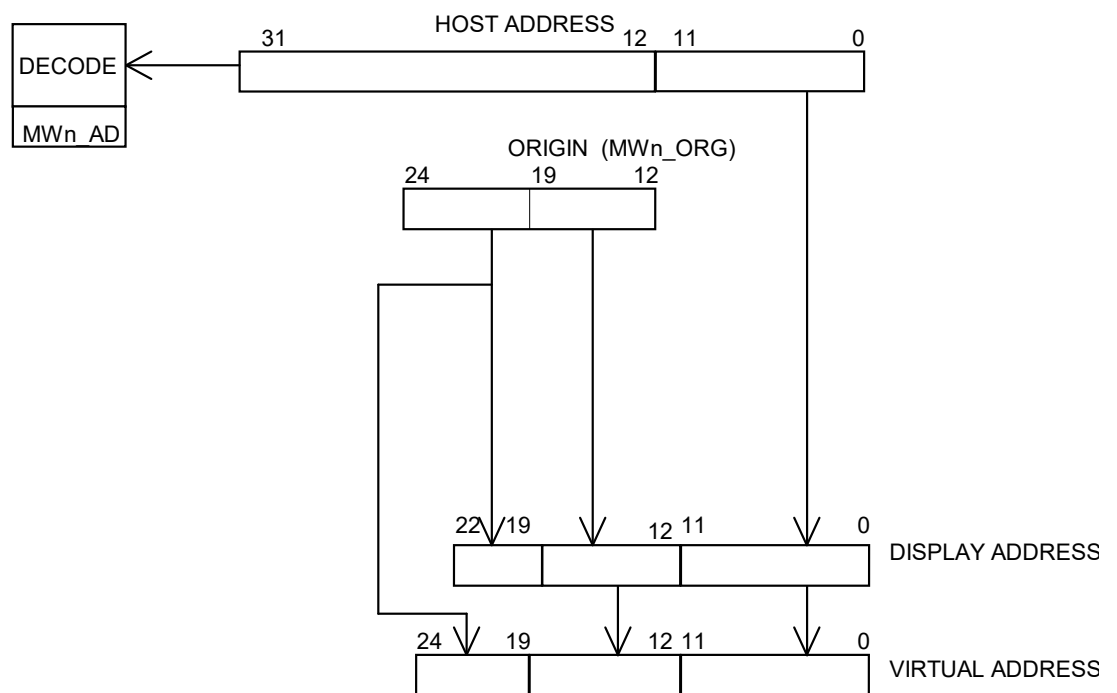 HOST ADDRESS
31 12 11 0
DECODE
MWn_AD
ORIGIN (MWn_ORG)
24 19 12
22 19 12 11 0
DISPLAY ADDRESS
24 19 12 11 0
VIRTUAL ADDRESS